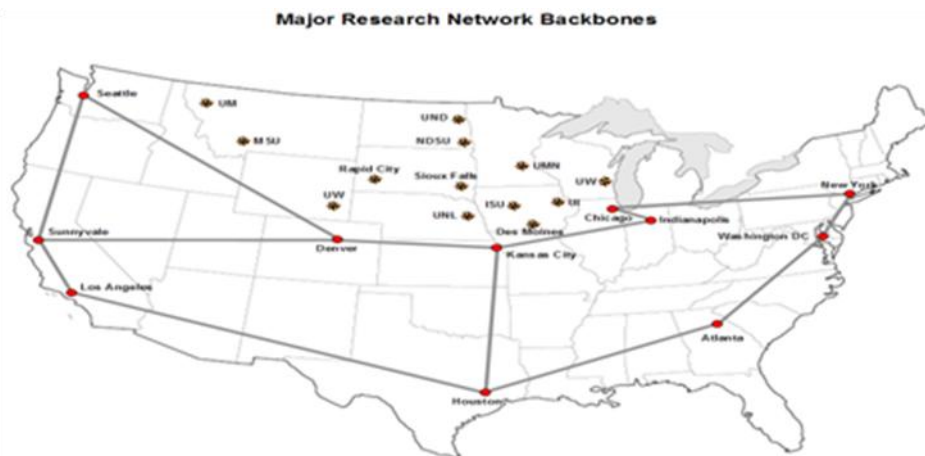 Major Research Network Backbones
Seattle
UM
UND
MSU
NDSU
Rapid City
Sioux Falls
UMN
UW
UW
ISU
UI
UNL
Des Moines
Chicago
Indianapolis
New York
Washington DC
Sunnyvale
Denver
Kansas City
Los Angeles
Atlanta
Houston